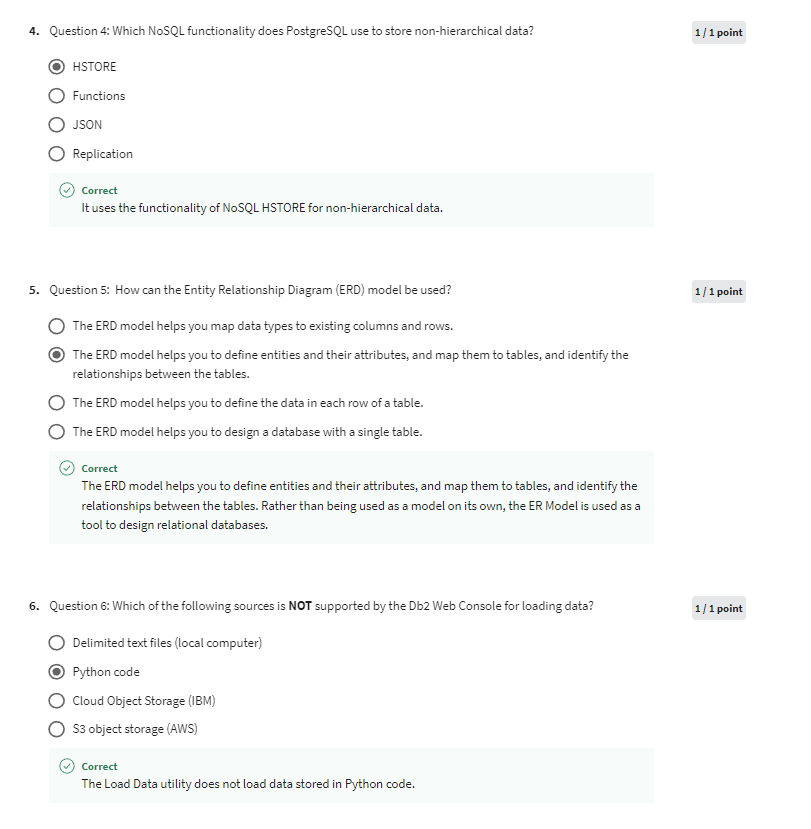 4. Question 4: Which NoSQL functionality does PostgreSQL use to store non-hierarchical data?
1 / 1 point
HSTORE
Functions
JSON
Replication
Correct
It uses the functionality of NoSQL HSTORE for non-hierarchical data.
5. Question 5: How can the Entity Relationship Diagram (ERD) model be used?
1 / 1 point
The ERD model helps you map data types to existing columns and rows.
The ERD model helps you to define entities and their attributes, and map them to tables, and identify the
relationships between the tables.
The ERD model helps you to define the data in each row of a table.
The ERD model helps you to design a database with a single table.
Correct
The ERD model helps you to define entities and their attributes, and map them to tables, and identify the
relationships between the tables. Rather than being used as a model on its own, the ER Model is used as a
tool to design relational databases.
6. Question 6: Which of the following sources is NOT supported by the Db2 Web Console for loading data?
1 / 1 point
Delimited text files (local computer)
Python code
Cloud Object Storage (IBM)
S3 object storage (AWS)
Correct
The Load Data utility does not load data stored in Python code.